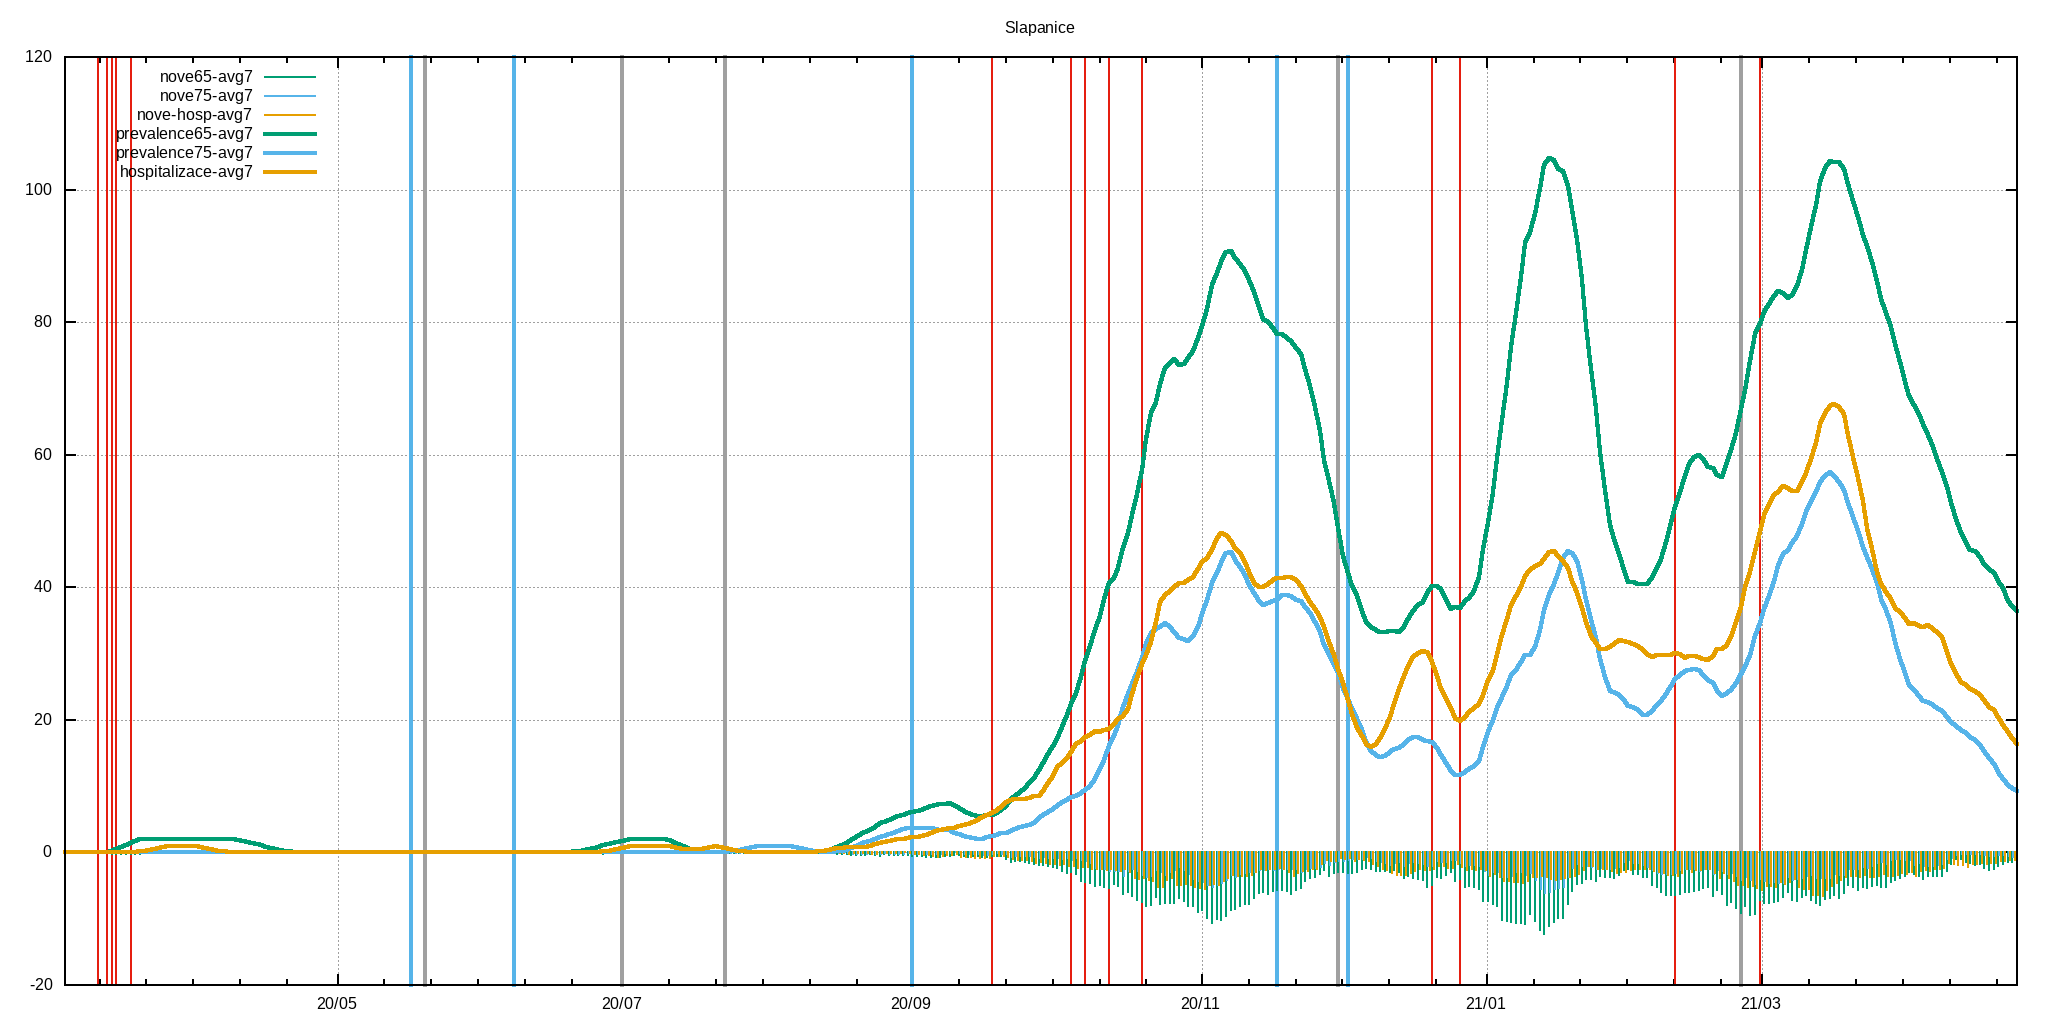 Slapanice
120
nove65-avg7
nove75-avg7
nove-hosp-avg7
prevalence65-avg7
prevalence75-avg7
hospitalizace-avg7
100
80
60
40
20
0
-20
20/05 20/07 20/09 20/11 21/01 21/03